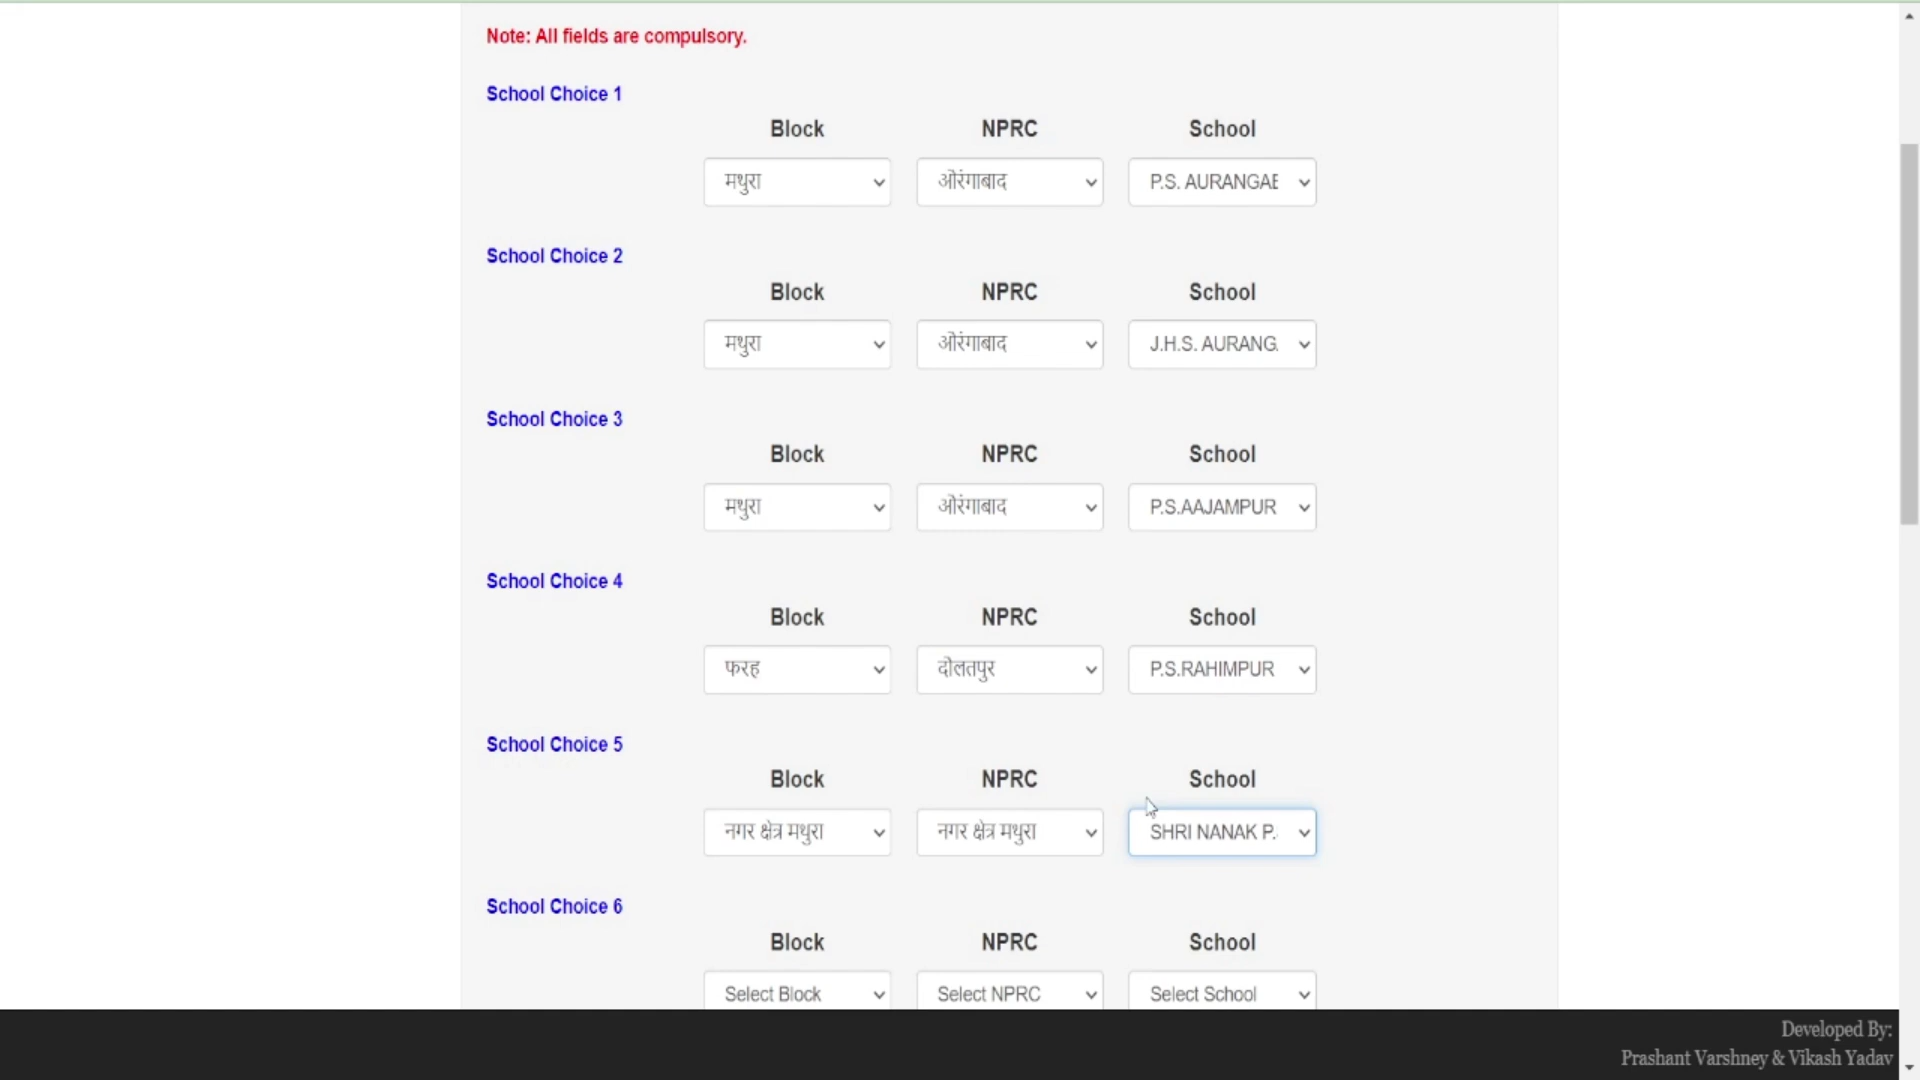 Note: All fields are compulsory.
School Choice 1
Block NPRC School
मथुरा ओरंगाबाद P.S. AURANGAE
School Choice 2
Block NPRC School
मथुरा ओरंगाबाद J.H.S. AURANG
School Choice 3
Block NPRC School
मथुरा ओरंगाबाद P.S.AAJAMPUR
School Choice 4
Block NPRC School
फरह दोलतपुर P.S.RAHIMPUR
School Choice 5
Block NPRC School
नगर क्षेत्र मथुरा नगर क्षेत्र मथुरा SHRI NANAK P.
School Choice 6
Block NPRC School
Select Block Select NPRC Select School
Developed By:
Prashant Varshney & Vikash Yadav